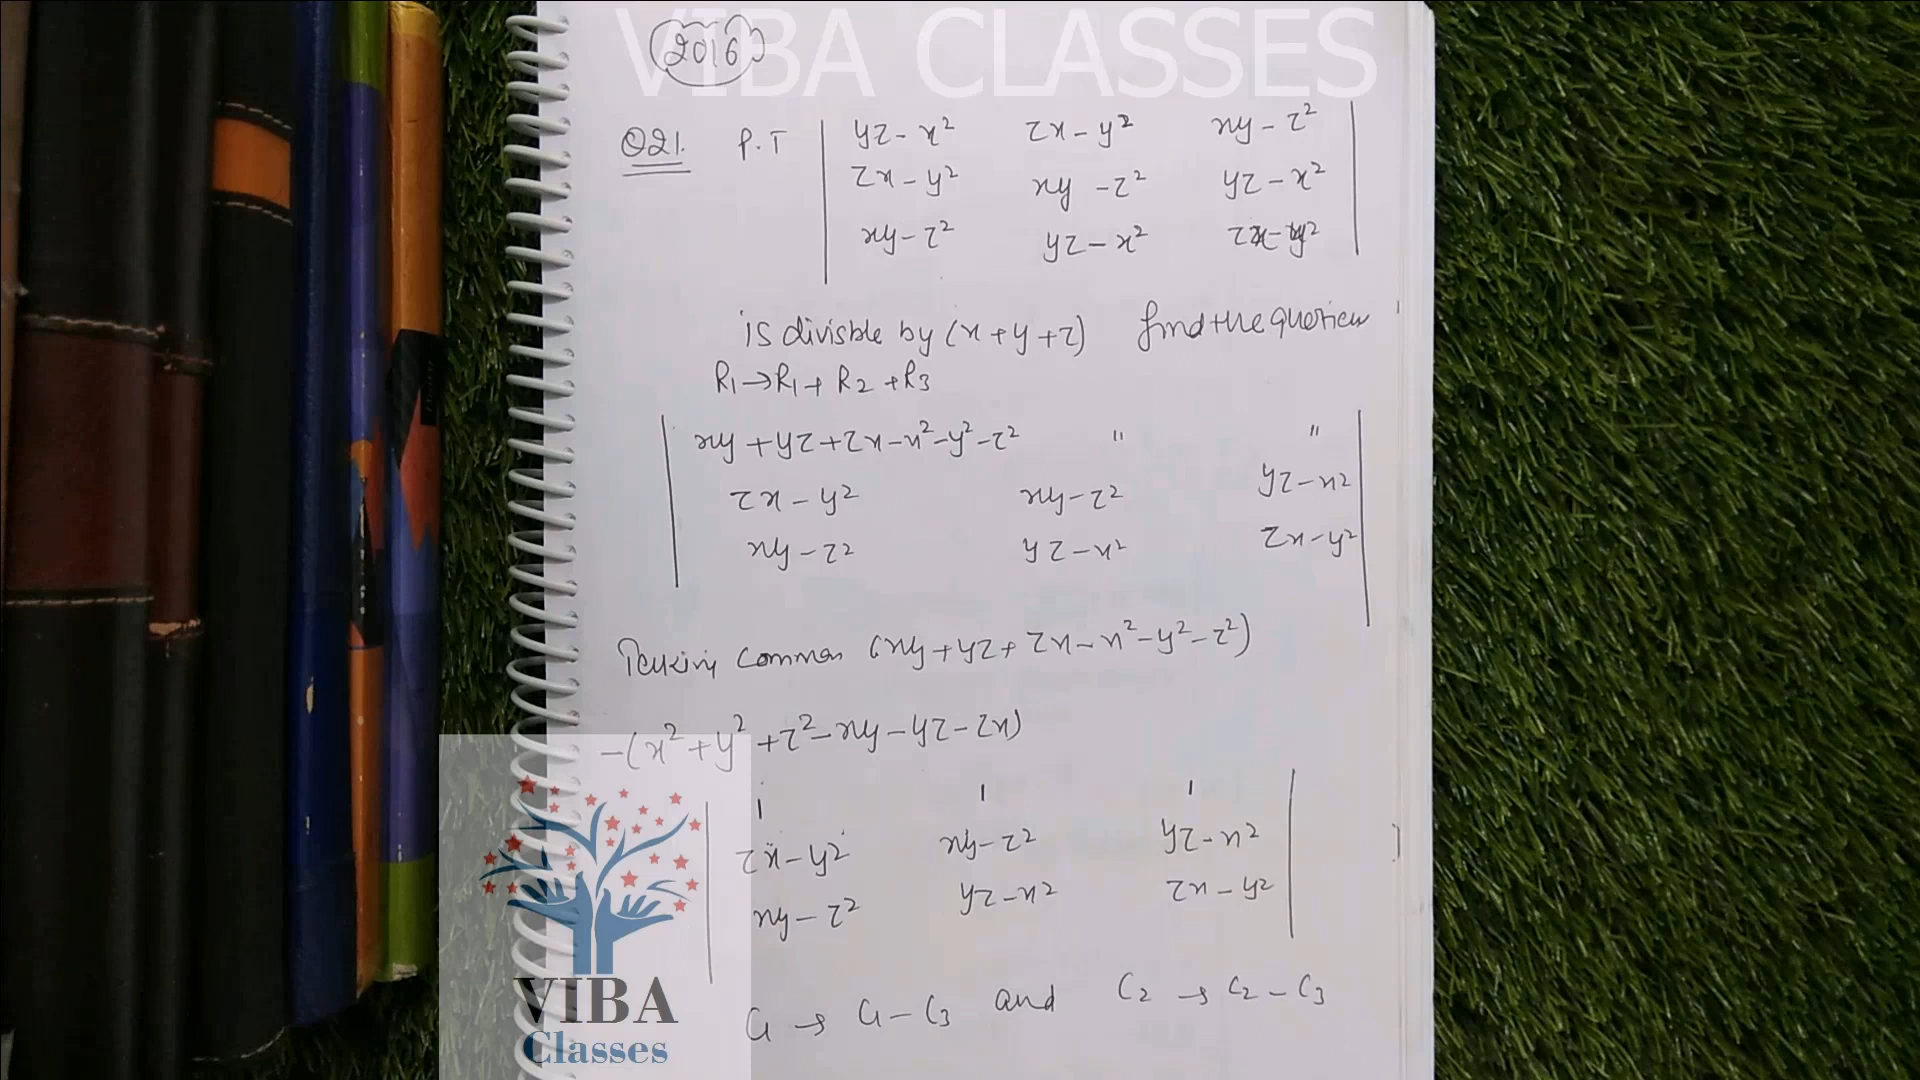 2016
VIBA CLASSES
Q21. P.T | yz - x² zx - y² xy - z² |
| zx - y² xy - z² yz - x² |
| xy - z² yz - x² zx - y² |
is divisble by (x + y + z) find the
R₁ → R₁ + R₂ + R₃
| xy + yz + zx - x² - y² - z² " " |
| zx - y² xy - z² yz - x² |
| xy - z² yz - x² zx - y² |
Taking common (xy + yz + zx - x² - y² - z²)
-(x² + y² + z² - xy - yz - zx)
| 1 1 1 |
| zx - y² xy - z² yz - x² |
| xy - z² yz - x² zx - y² |
C₁ → C₁ - C₃ and C₂ → C₂ - C₃
VIBA
Classes